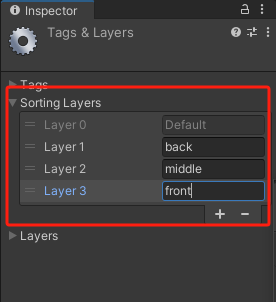 Inspector
Tags & Layers
Tags
Sorting Layers
Layer 0 Default
Layer 1 back
Layer 2 middle
Layer 3 front
Layers